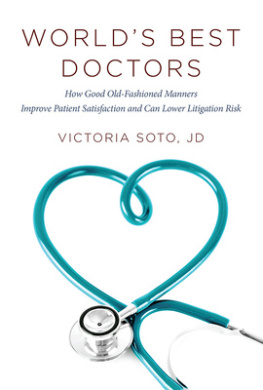 WORLD'S BEST
DOCTORS
How Good Old-Fashioned Manners
Improve Patient Satisfaction and Can Lower Litigation Risk
VICTORIA SOTO, JD